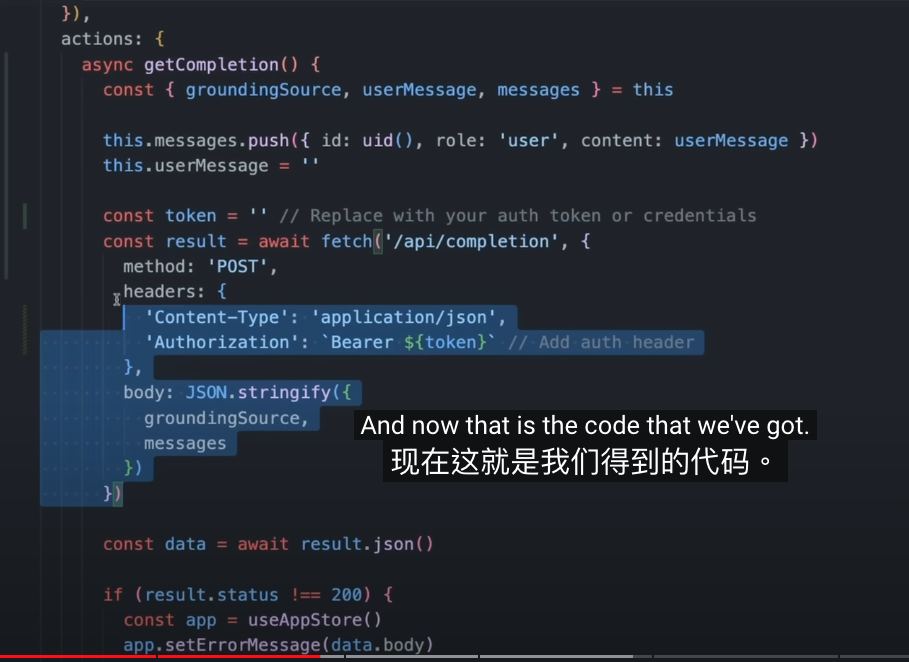 }),
actions: {
async getCompletion() {
const { groundingSource, userMessage, messages } = this
this.messages.push({ id: uid(), role: 'user', content: userMessage })
this.userMessage = ''
const token = '' // Replace with your auth token or credentials
const result = await fetch('/api/completion', {
method: 'POST',
headers: {
'Content-Type': 'application/json',
'Authorization': `Bearer ${token}` // Add auth header
},
body: JSON.stringify({
groundingSource,
messages
})
})
And now that is the code that we've got.
现在这就是我们得到的代码。
const data = await result.json()
if (result.status !== 200) {
const app = useAppStore()
app.setErrorMessage(data.body)